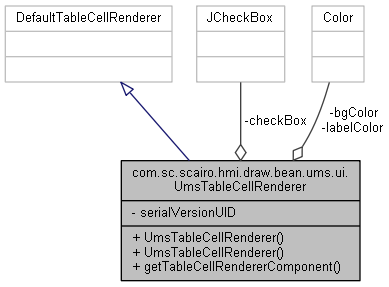 DefaultTableCellRenderer
JCheckBox
Color
-checkBox
-bgColor
-labelColor
com.sc.scairo.hmi.draw.bean.ums.ui.
UmsTableCellRenderer
- serialVersionUID
+ UmsTableCellRenderer()
+ UmsTableCellRenderer()
+ getTableCellRendererComponent()